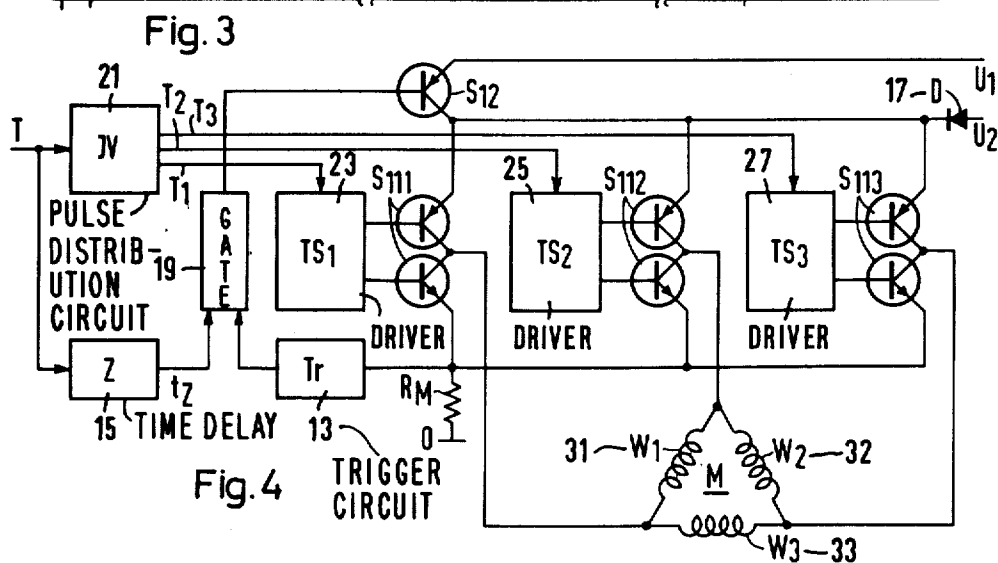 Fig. 3
21
T
JV
T2
T3
T1
S12
U1
17-D
U2
PULSE
DISTRIB-
UTION
CIRCUIT
19
GATE
23
TS1
DRIVER
S111
25
TS2
DRIVER
S112
27
TS3
DRIVER
S113
Z
15
TIME DELAY
tZ
Tr
13
TRIGGER
CIRCUIT
RM
0
31
W1
M
W2-32
W3-33
Fig. 4